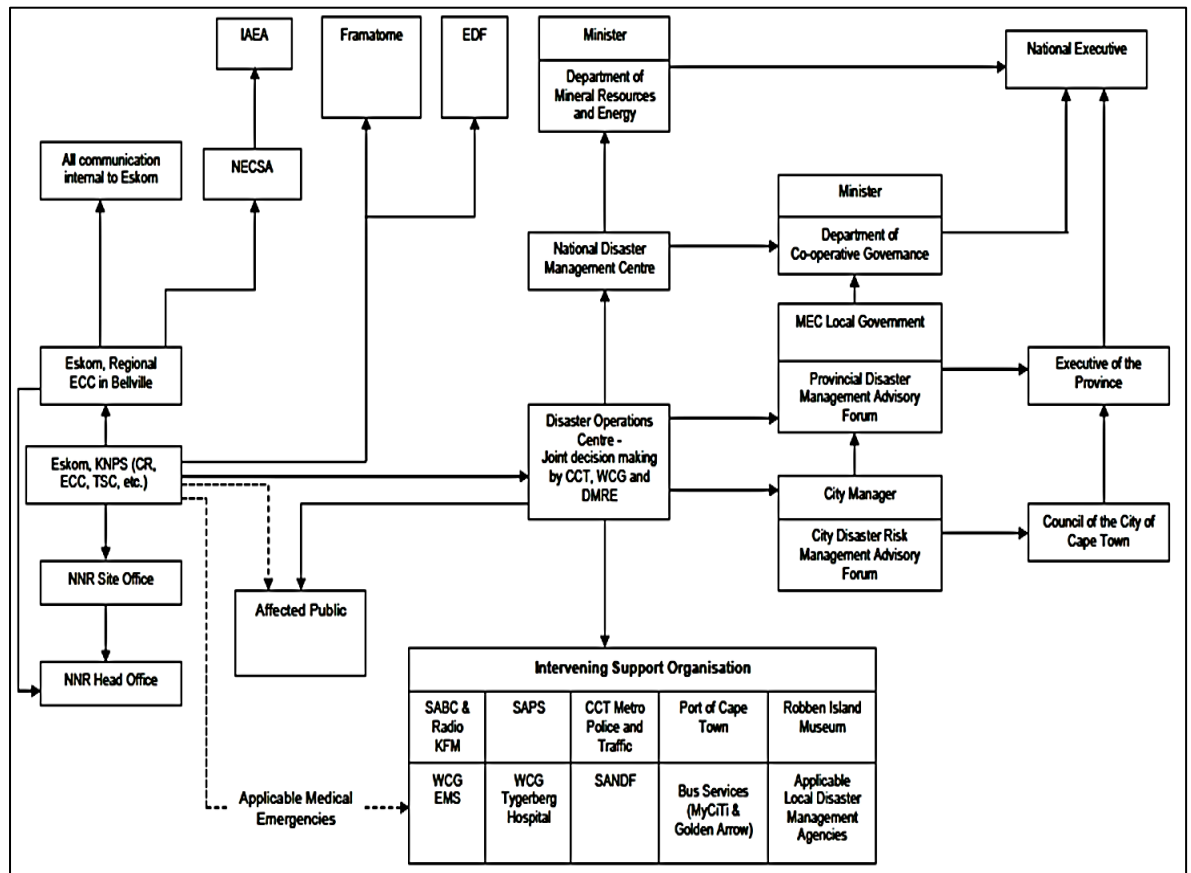 IAEA
Framatome
EDF
Minister
Department of
Mineral Resources
and Energy
National Executive
All communication
internal to Eskom
NECSA
Minister
Department of
Co-operative Governance
National Disaster
Management Centre
MEC Local Government
Provincial Disaster
Management Advisory
Forum
Executive of the
Province
Eskom, Regional
ECC in Bellville
Eskom, KNPS (CR,
ECC, TSC, etc.)
Disaster Operations
Centre -
Joint decision making
by CCT, WCG and
DMRE
City Manager
City Disaster Risk
Management Advisory
Forum
Council of the City of
Cape Town
NNR Site Office
Affected Public
NNR Head Office
Intervening Support Organisation
SABC &
Radio
KFM
SAPS
CCT Metro
Police and
Traffic
Port of Cape
Town
Robben Island
Museum
WCG
EMS
WCG
Tygerberg
Hospital
SANDF
Bus Services
(MyCiTi &
Golden Arrow)
Applicable
Local Disaster
Management
Agencies
Applicable Medical
Emergencies